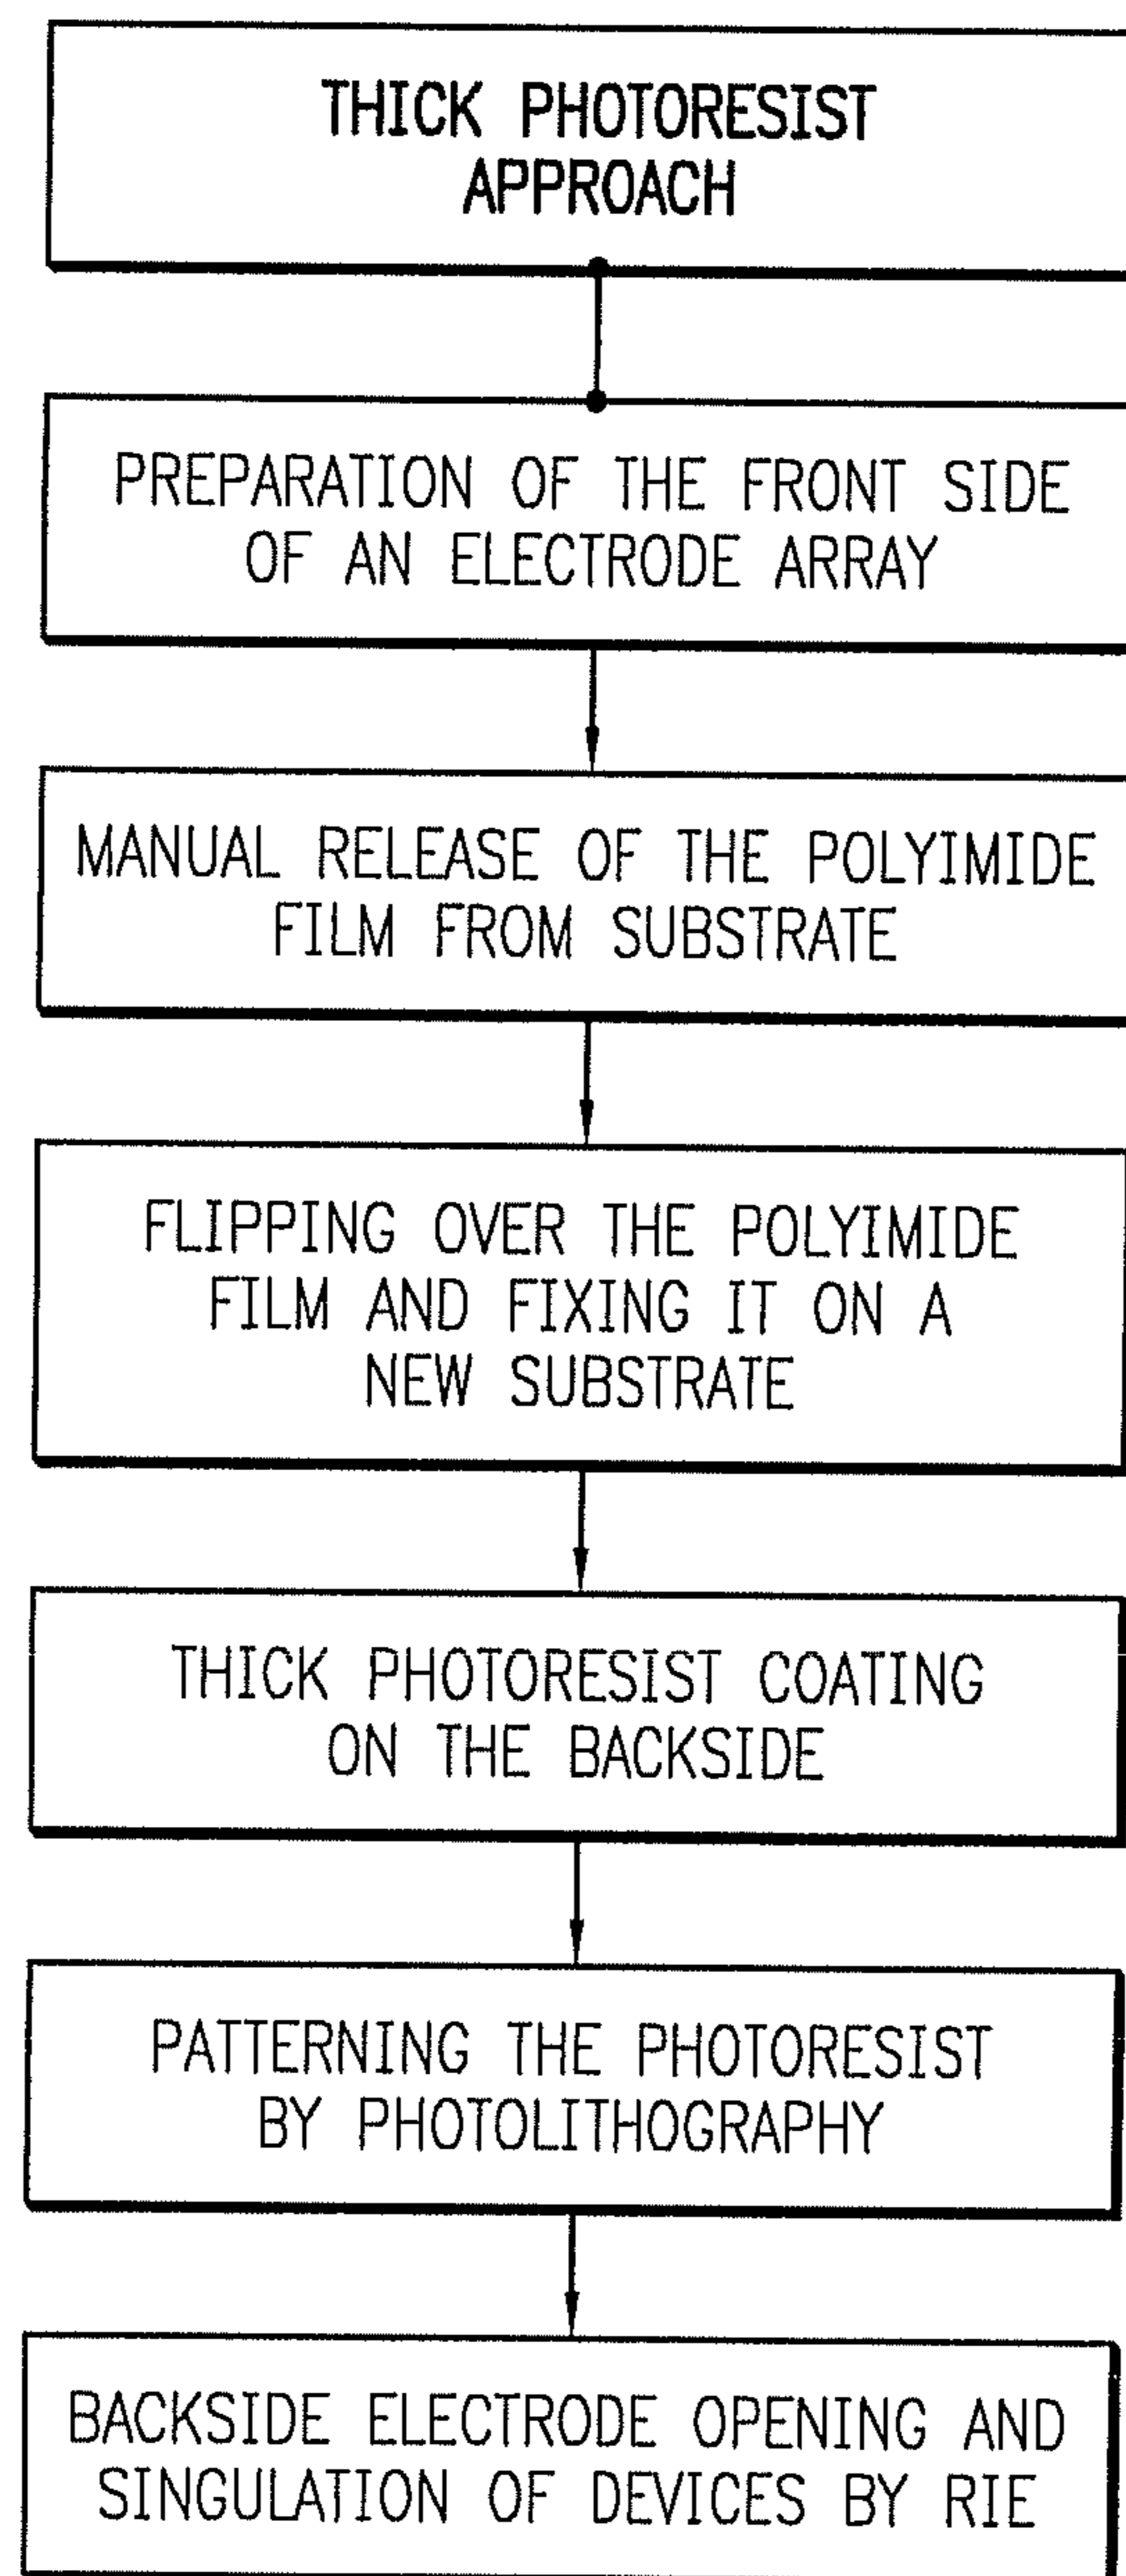 THICK PHOTORESIST
APPROACH
PREPARATION OF THE FRONT SIDE
OF AN ELECTRODE ARRAY
MANUAL RELEASE OF THE POLYIMIDE
FILM FROM SUBSTRATE
FLIPPING OVER THE POLYIMIDE
FILM AND FIXING IT ON A
NEW SUBSTRATE
THICK PHOTORESIST COATING
ON THE BACKSIDE
PATTERNING THE PHOTORESIST
BY PHOTOLITHOGRAPHY
BACKSIDE ELECTRODE OPENING AND
SINGULATION OF DEVICES BY RIE